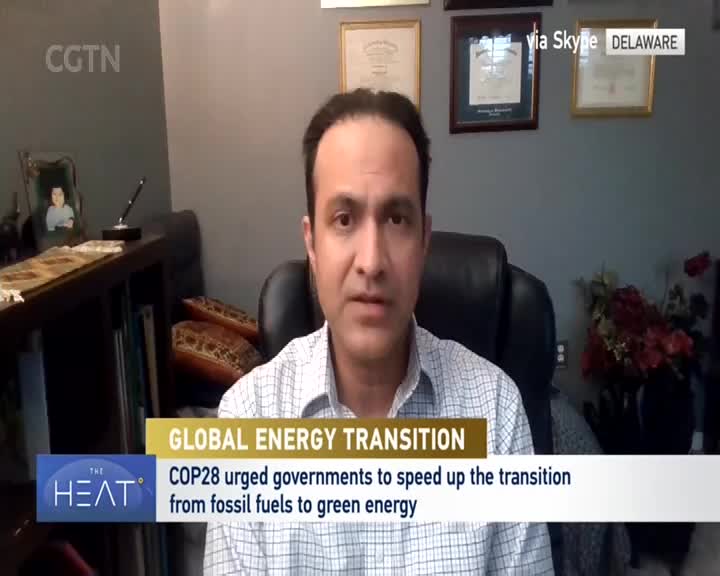 CGTN
via Skype
DELAWARE
GLOBAL ENERGY TRANSITION
THE
HEAT
COP28 urged governments to speed up the transition
from fossil fuels to green energy